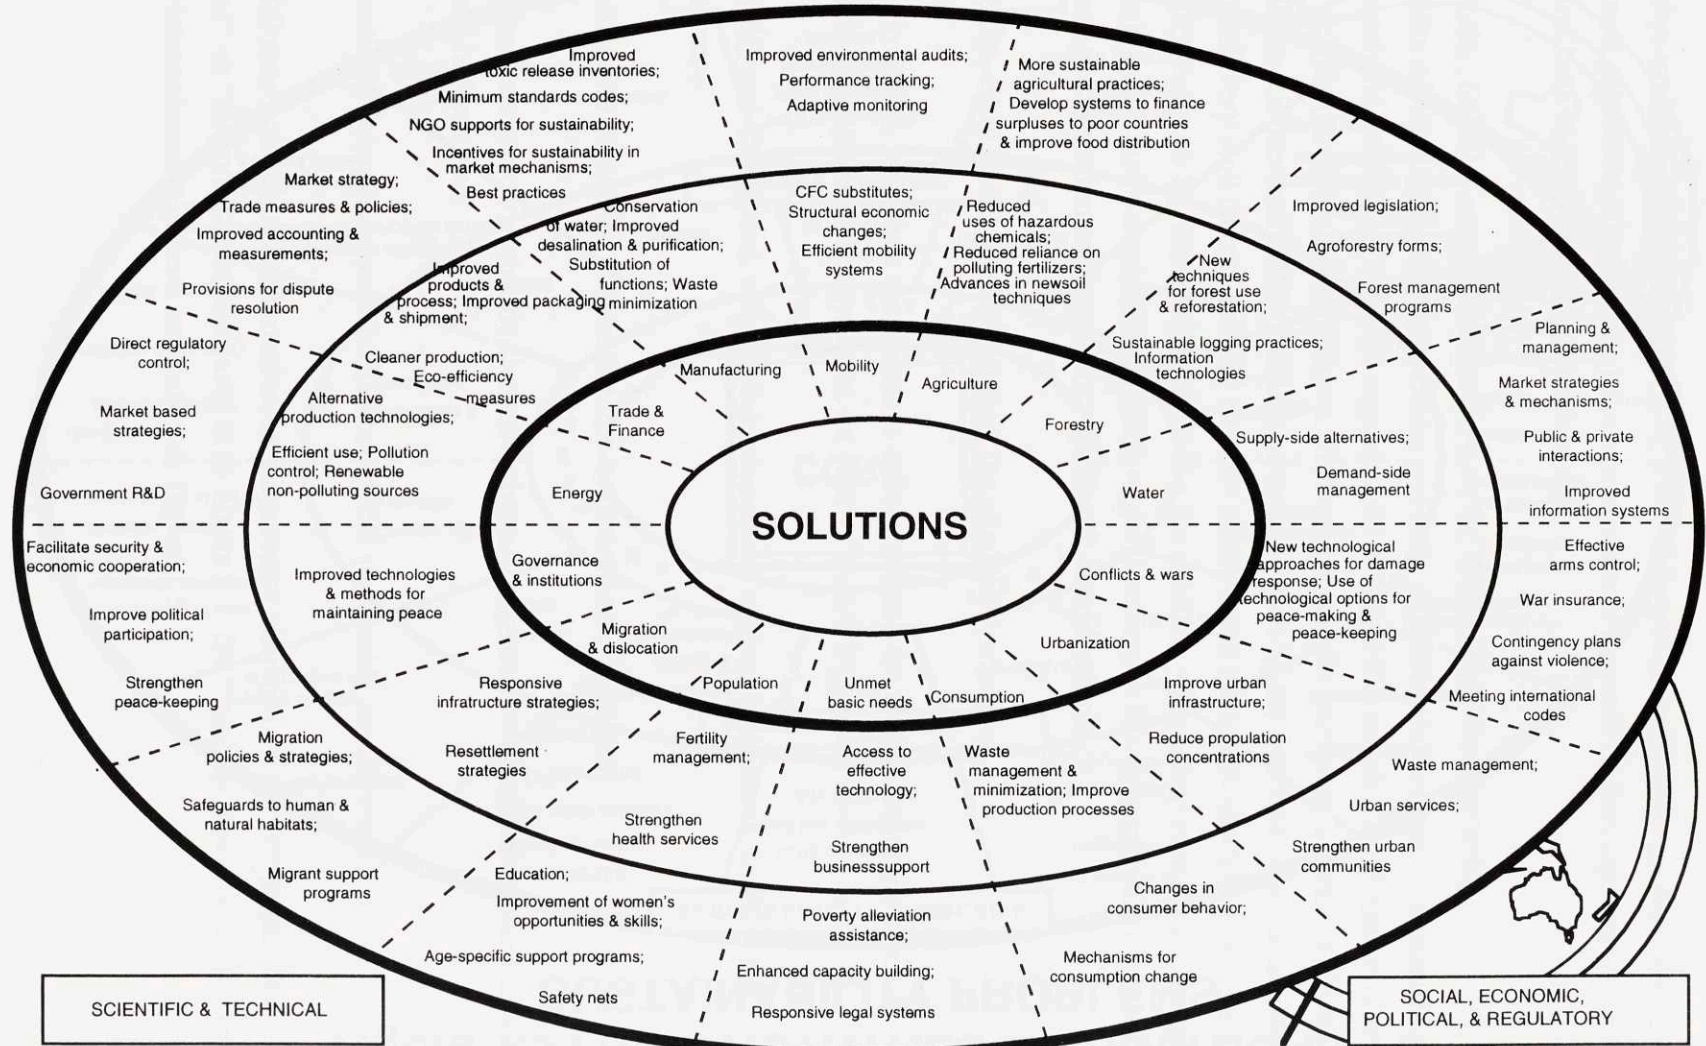 Improved
toxic release inventories;
Minimum standards codes;
NGO supports for sustainability;
Incentives for sustainability in
market mechanisms;
Best practices
Improved environmental audits;
Performance tracking;
Adaptive monitoring
More sustainable
agricultural practices;
Develop systems to finance
surpluses to poor countries
& improve food distribution
Improved legislation;
Agroforestry forms;
Forest management
programs
Planning &
management;
Market strategies
& mechanisms;
Public & private
interactions;
Improved
information systems
Market strategy;
Trade measures & policies;
Improved accounting &
measurements;
Provisions for dispute
resolution
Direct regulatory
control;
Market based
strategies;
Government R&D
Conservation
of water; Improved
desalination & purification;
Substitution of
functions; Waste
minimization
CFC substitutes;
Structural economic
changes;
Efficient mobility
systems
Reduced
uses of hazardous
chemicals;
Reduced reliance on
polluting fertilizers;
Advances in newsoil
techniques
New
techniques
for forest use
& reforestation;
Sustainable logging practices;
Information
technologies
Supply-side alternatives;
Demand-side
management
Improved
products &
process; Improved packaging
& shipment;
Cleaner production;
Eco-efficiency
measures
Alternative
production technologies;
Efficient use; Pollution
control; Renewable
non-polluting sources
Manufacturing
Mobility
Agriculture
Trade &
Finance
Forestry
Energy
Water
SOLUTIONS
Governance
& institutions
Conflicts & wars
Migration
& dislocation
Urbanization
Population
Unmet
basic needs
Consumption
Improved technologies
& methods for
maintaining peace
New technological
approaches for damage
response; Use of
technological options for
peace-making &
peace-keeping
Responsive
infratructure strategies;
Resettlement
strategies
Fertility
management;
Strengthen
health services
Access to
effective
technology;
Strengthen
businesssupport
Waste
management &
minimization; Improve
production processes
Improve urban
infrastructure;
Reduce propulation
concentrations
Facilitate security &
economic cooperation;
Improve political
participation;
Strengthen
peace-keeping
Effective
arms control;
War insurance;
Contingency plans
against violence;
Meeting international
codes
Migration
policies & strategies;
Safeguards to human &
natural habitats;
Migrant support
programs
Education;
Improvement of women's
opportunities & skills;
Age-specific support programs;
Safety nets
Poverty alleviation
assistance;
Enhanced capacity building;
Responsive legal systems
Changes in
consumer behavior;
Mechanisms for
consumption change
Waste management;
Urban services;
Strengthen urban
communities
SCIENTIFIC & TECHNICAL
SOCIAL, ECONOMIC,
POLITICAL, & REGULATORY